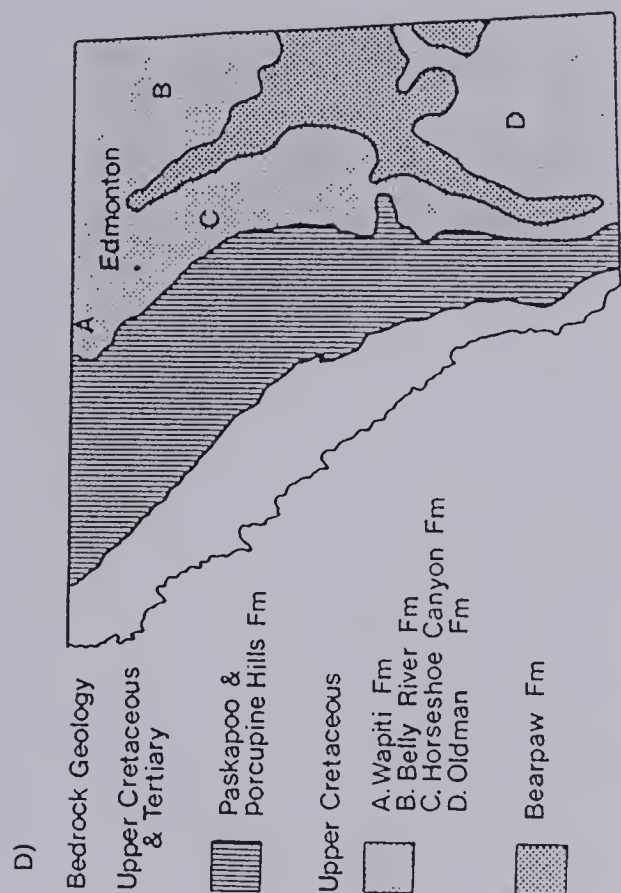 D)
Bedrock Geology
Upper Cretaceous
& Tertiary
Paskapoo &
Porcupine Hills Fm
Upper Cretaceous
A. Wapiti Fm
B. Belly River Fm
C. Horseshoe Canyon Fm
D. Oldman Fm
Bearpaw Fm
A
Edmonton
B
C
D